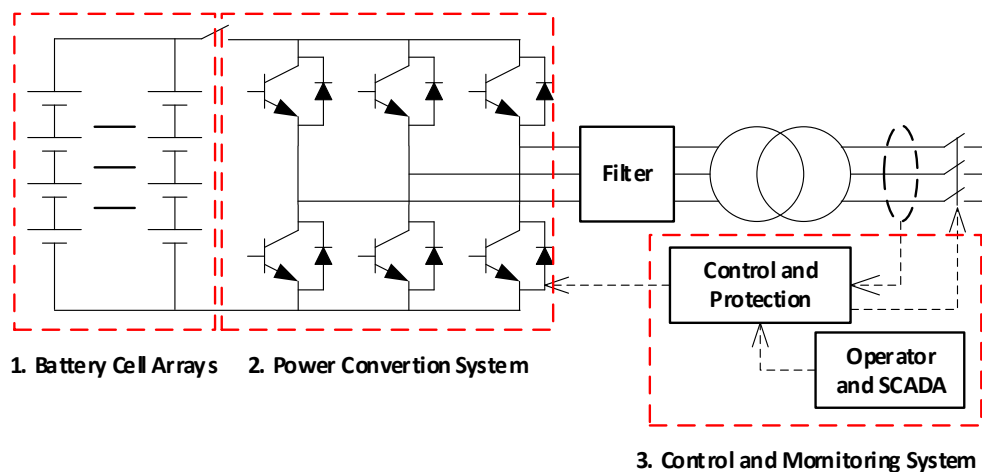 Filter
Control and
Protection
Operator
and SCADA
1. Battery Cell Arrays
2. Power Convertion System
3. Control and Mornitoring System